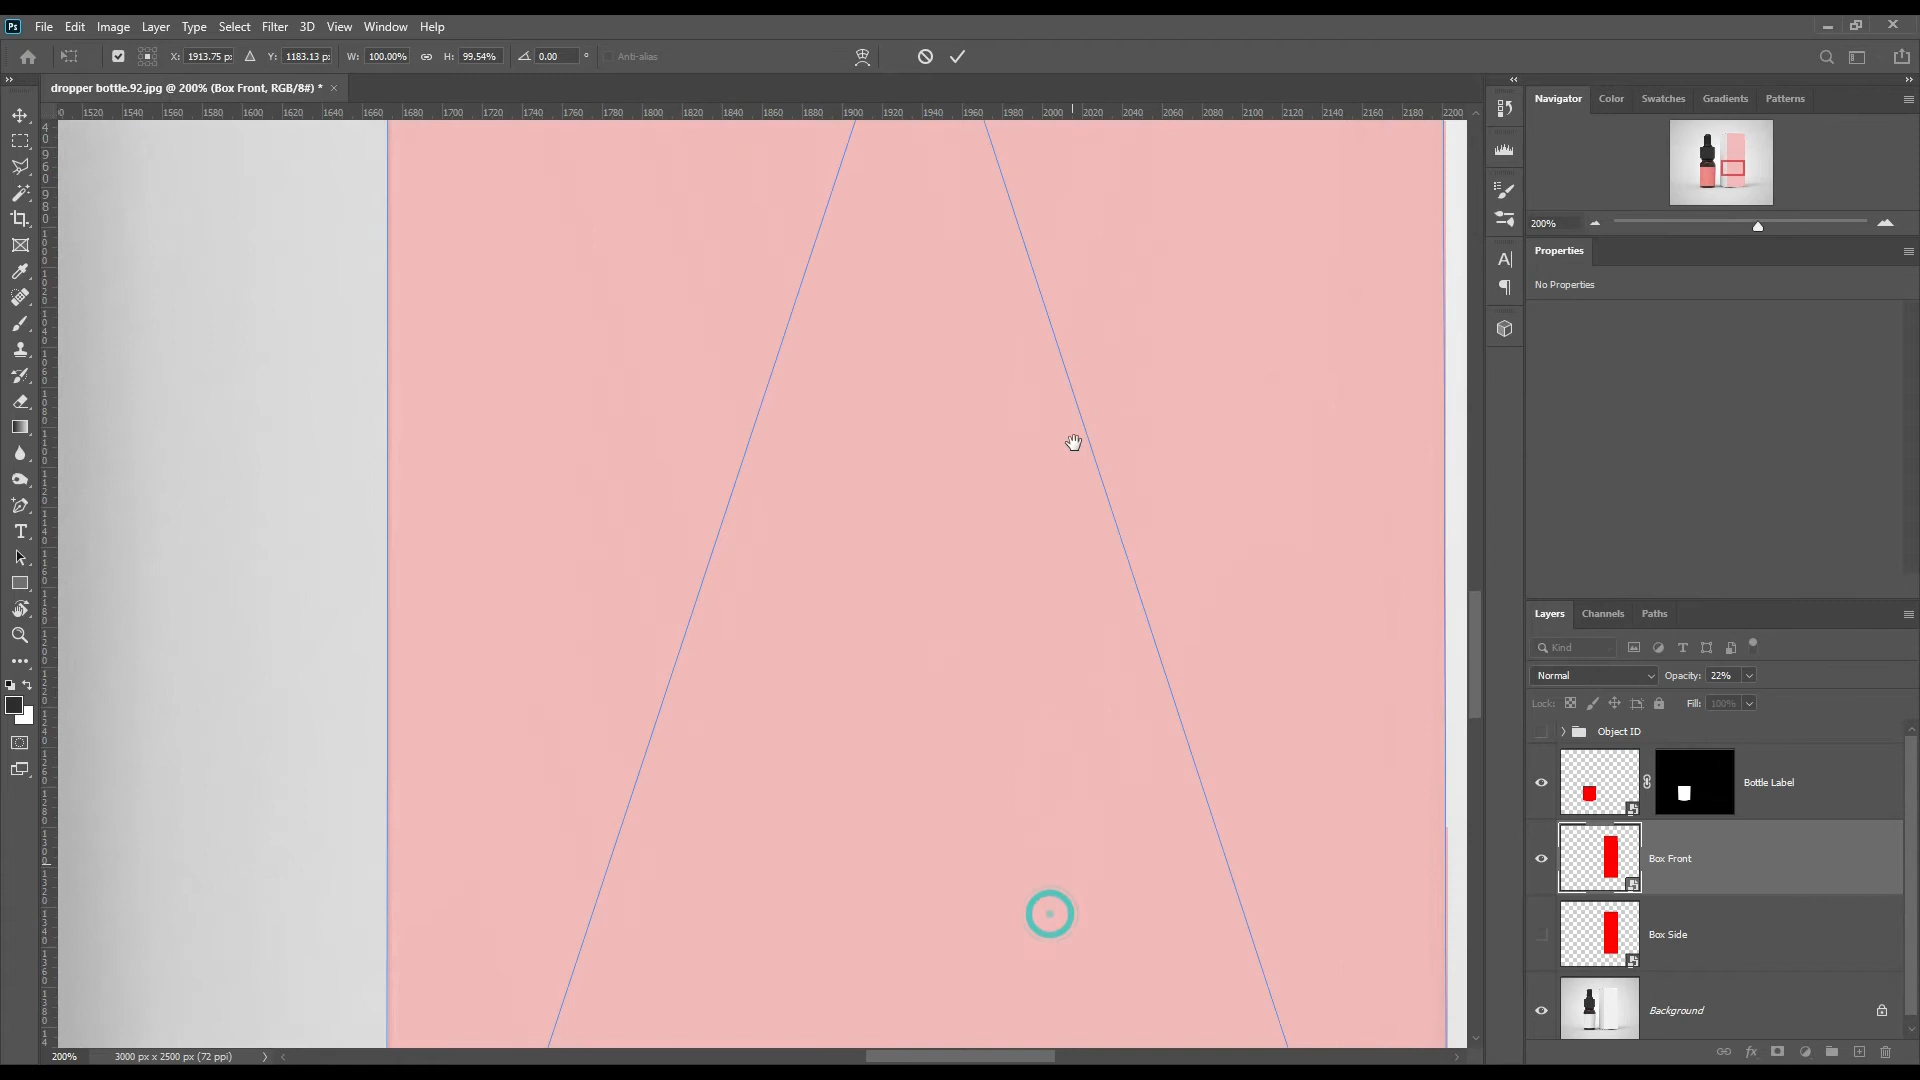 Ps File Edit Image Layer Type Select Filter 3D View Window Help
X: 1913.75 p: Y: 1183.13 p: W: 100.00% H: 99.54% 0.00 ° Anti-alias
dropper bottle.92.jpg @ 200% (Box Front, RGB/8#) * ×
1520 1540 1560 1580 1600 1620 1640 1660 1680 1700 1720 1740 1760 1780 1800 1820 1840 1860 1880 1900 1920 1940 1960 1980 2000 2020 2040 2060 2080 2100 2120 2140 2160 2180 2200
Navigator Color Swatches Gradients Patterns
200%
Properties
No Properties
Layers Channels Paths
Kind
Normal Opacity: 22%
Lock: Fill: 100%
Object ID
Bottle Label
Box Front
Box Side
Background
200% 3000 px x 2500 px (72 ppi)